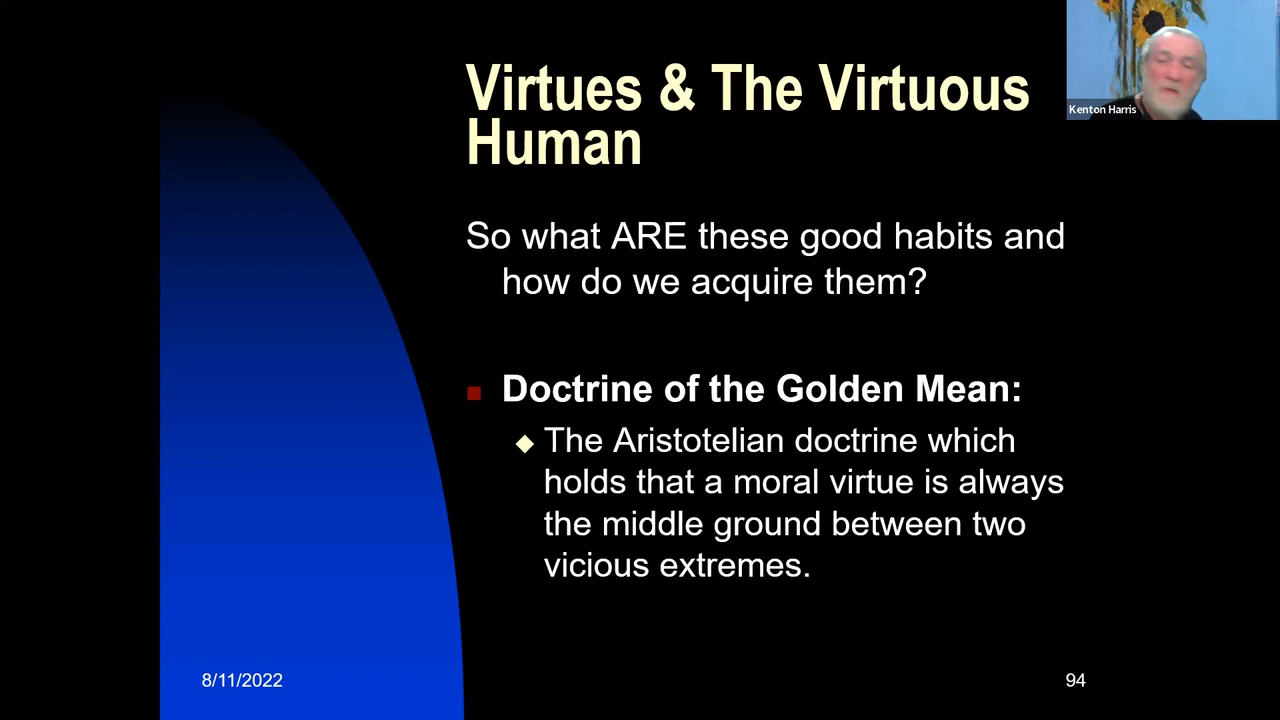 Virtues & The Virtuous
Human
Kenton Harris
So what ARE these good habits and
how do we acquire them?
Doctrine of the Golden Mean:
The Aristotelian doctrine which
holds that a moral virtue is always
the middle ground between two
vicious extremes.
8/11/2022
94